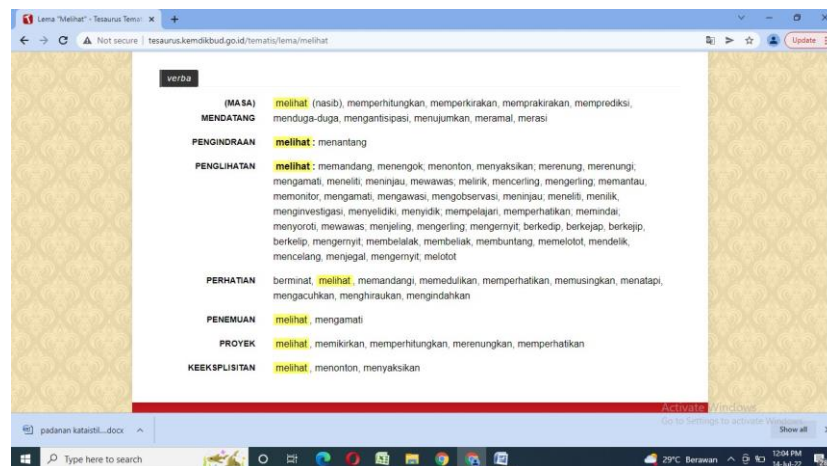 Lema "Melihat" - Tesaurus Temat
Not secure | tesaurus.kemdikbud.go.id/tematis/lema/melihat
Update
verba
(MASA) MENDATANG melihat (nasib), memperhitungkan, memperkirakan, memprakirakan, memprediksi,
menduga-duga, mengantisipasi, menujumkan, meramal, merasi
PENGINDRAAN melihat : menantang
PENGLIHATAN melihat : memandang, menengok; menonton, menyaksikan; merenung, merenungi;
mengamati, meneliti; meninjau, mewawas; melirik, mencerling, mengerling; memantau,
memonitor, mengamati, mengawasi, mengobservasi, meninjau; meneliti, menilik,
menginvestigasi, menyelidiki, menyidik; mempelajari, memperhatikan; memindai;
menyoroti, mewawas; menjeling, mengerling; mengernyit; berkedip, berkejap, berkejip,
berkelip, mengernyit; membelalak, membeliak, membuntang, memelotot, mendelik,
mencelang, menjegal, mengernyit; melotot
PERHATIAN berminat, melihat, memandangi, memedulikan, memperhatikan, memusingkan, menatapi,
mengacuhkan, menghiraukan, mengindahkan
PENEMUAN melihat, mengamati
PROYEK melihat, memikirkan, memperhitungkan, merenungkan, memperhatikan
KEEKSPLISITAN melihat, menonton, menyaksikan
Activate Windows
Go to Settings to activate Windows.
padanan kataistil....docx
Show all
Type here to search
29°C Berawan
12:04 PM
14-Jul-22